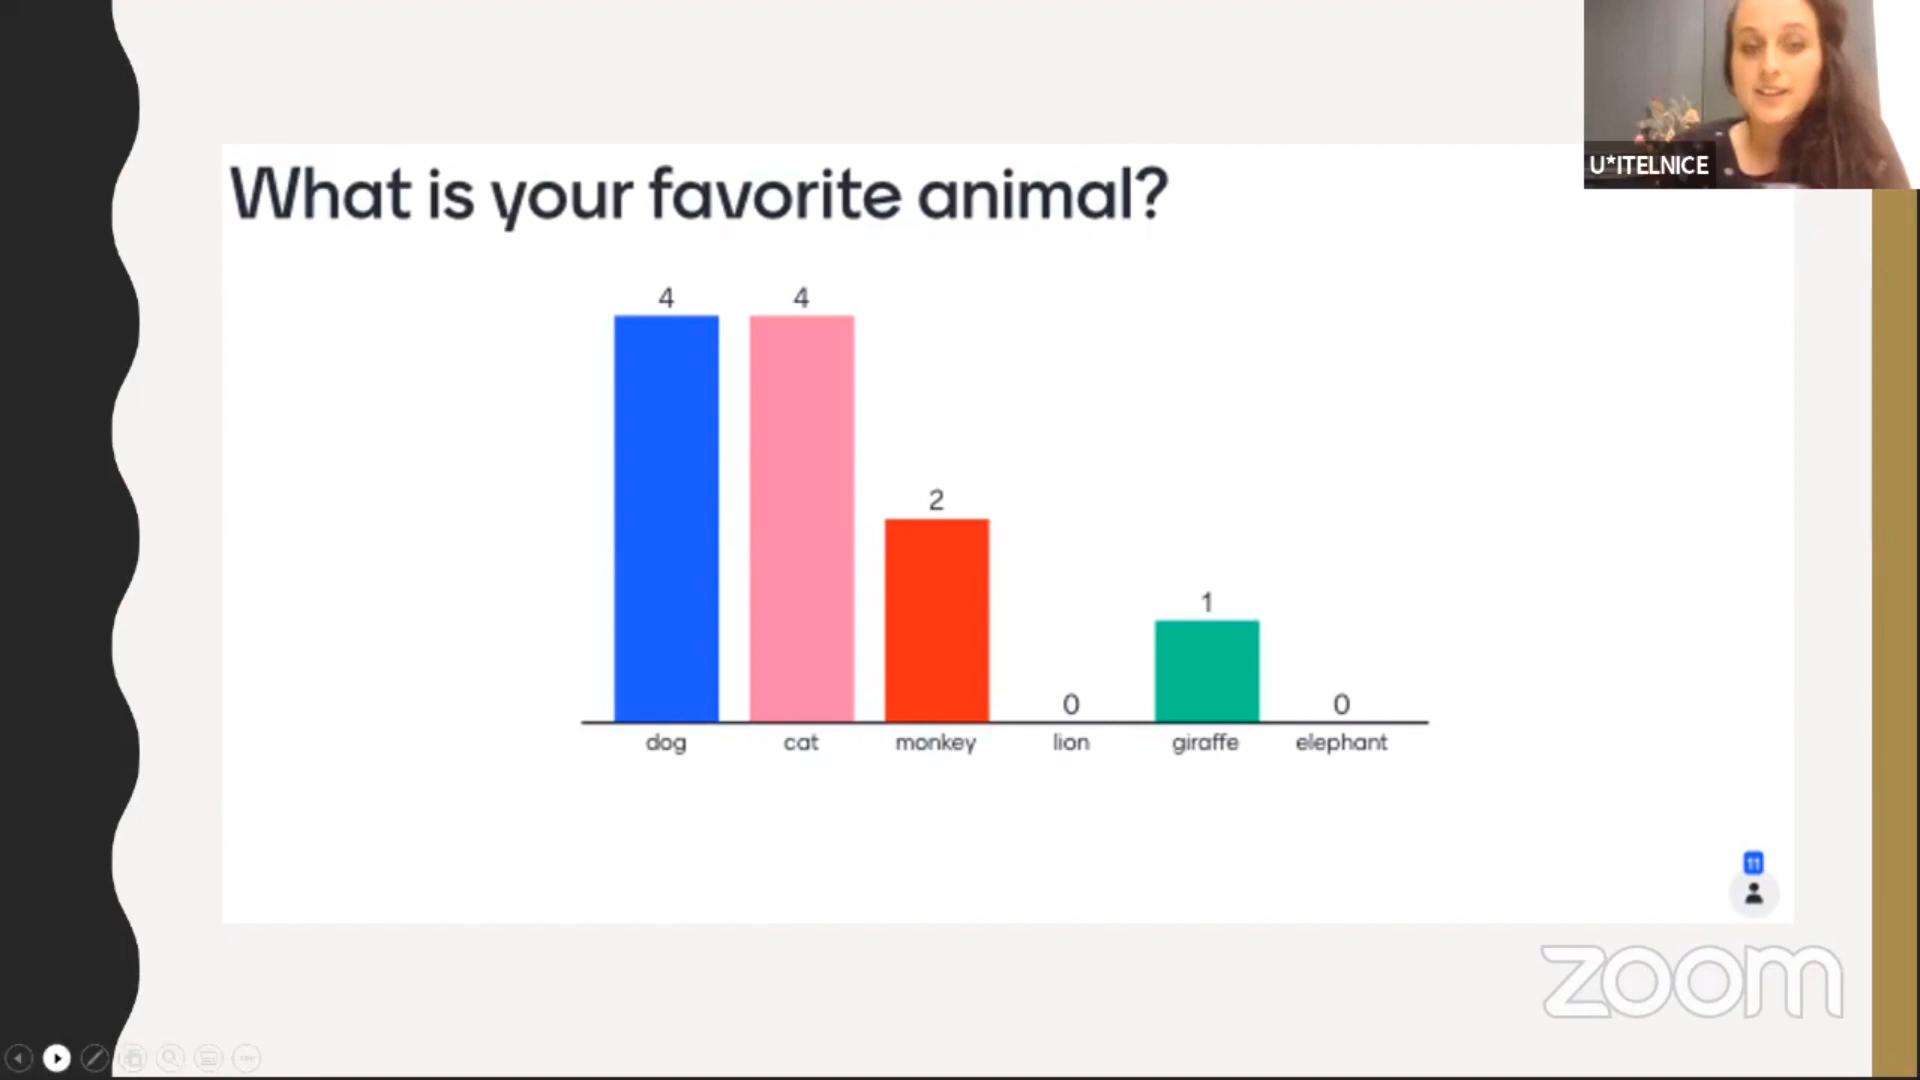 U*ITELNICE
What is your favorite animal?
4 4
2
1
0 0
dog cat monkey lion giraffe elephant
11
zoom